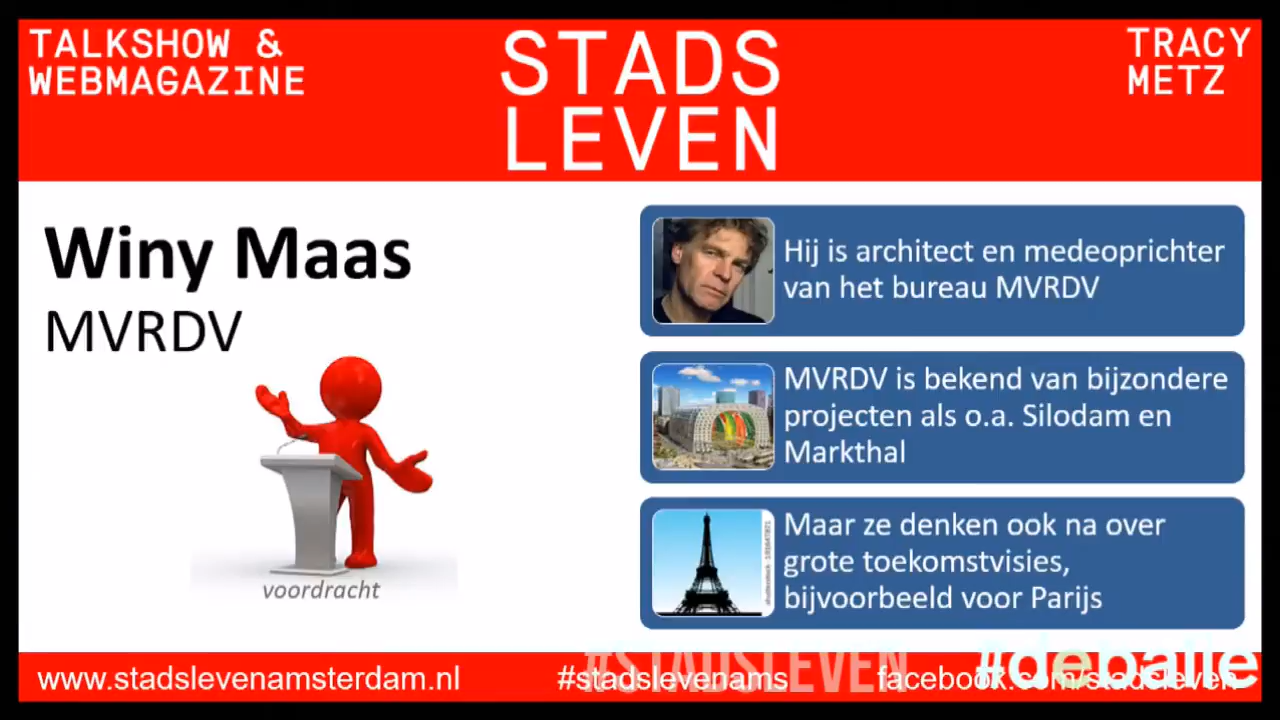 TALKSHOW &
WEBMAGAZINE
STADS
LEVEN
TRACY
METZ
Winy Maas
MVRDV
voordracht
Hij is architect en medeoprichter
van het bureau MVRDV
MVRDV is bekend van bijzondere
projecten als o.a. Silodam en
Markthal
Maar ze denken ook na over
grote toekomstvisies,
bijvoorbeeld voor Parijs
www.stadslevenamsterdam.nl
#stadslevenams
facebook.com/stadsleven
#STADSLEVEN
#debalie